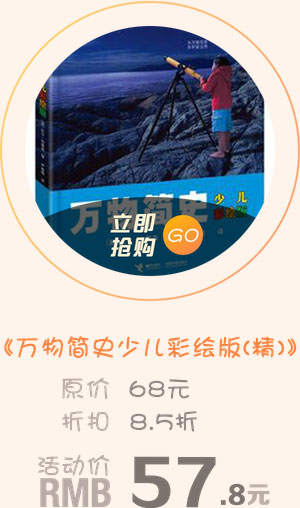 万物简史
少儿
彩绘版
译
立即
抢购
GO
《万物简史少儿彩绘版(精)》
原价 68元
折扣 8.5折
活动价
RMB 57.8元